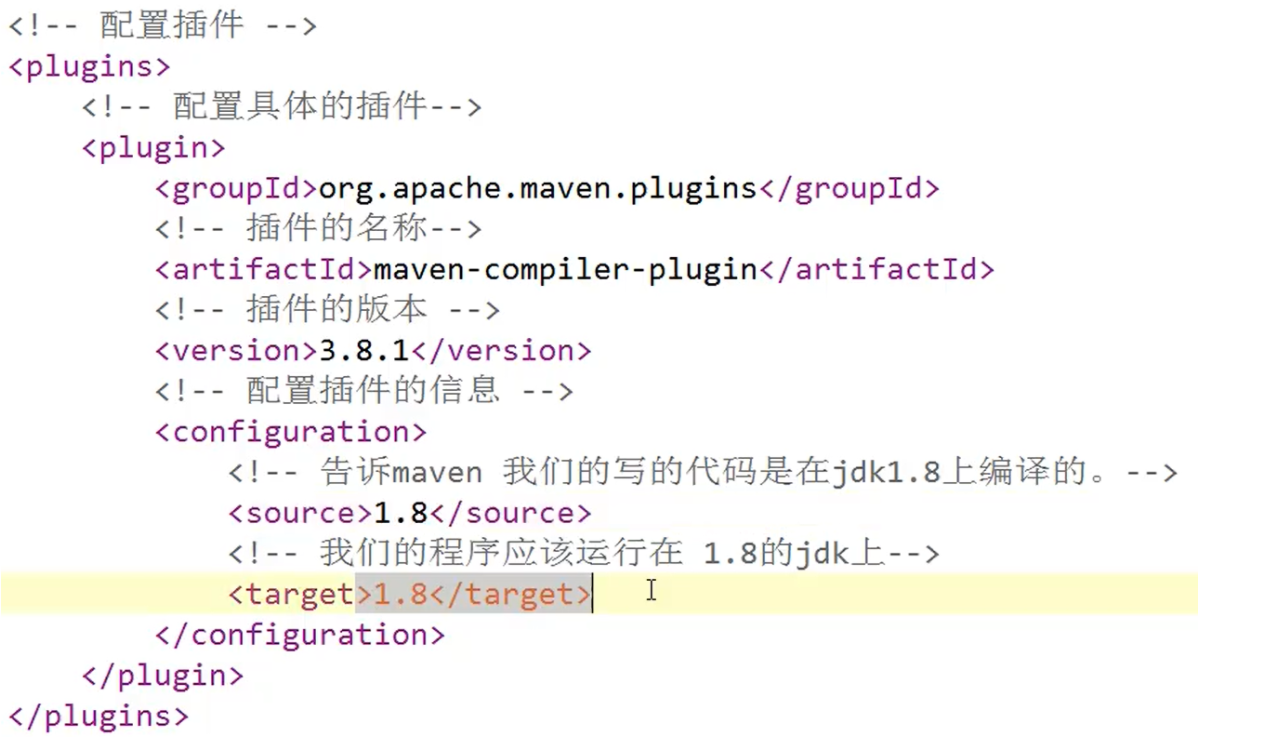 <!-- 配置插件 -->
<plugins>
<!-- 配置具体的插件-->
<plugin>
<groupId>org.apache.maven.plugins</groupId>
<!-- 插件的名称-->
<artifactId>maven-compiler-plugin</artifactId>
<!-- 插件的版本 -->
<version>3.8.1</version>
<!-- 配置插件的信息 -->
<configuration>
<!-- 告诉maven 我们的写的代码是在jdk1.8上编译的。-->
<source>1.8</source>
<!-- 我们的程序应该运行在 1.8的jdk上-->
<target>1.8</target>
</configuration>
</plugin>
</plugins>